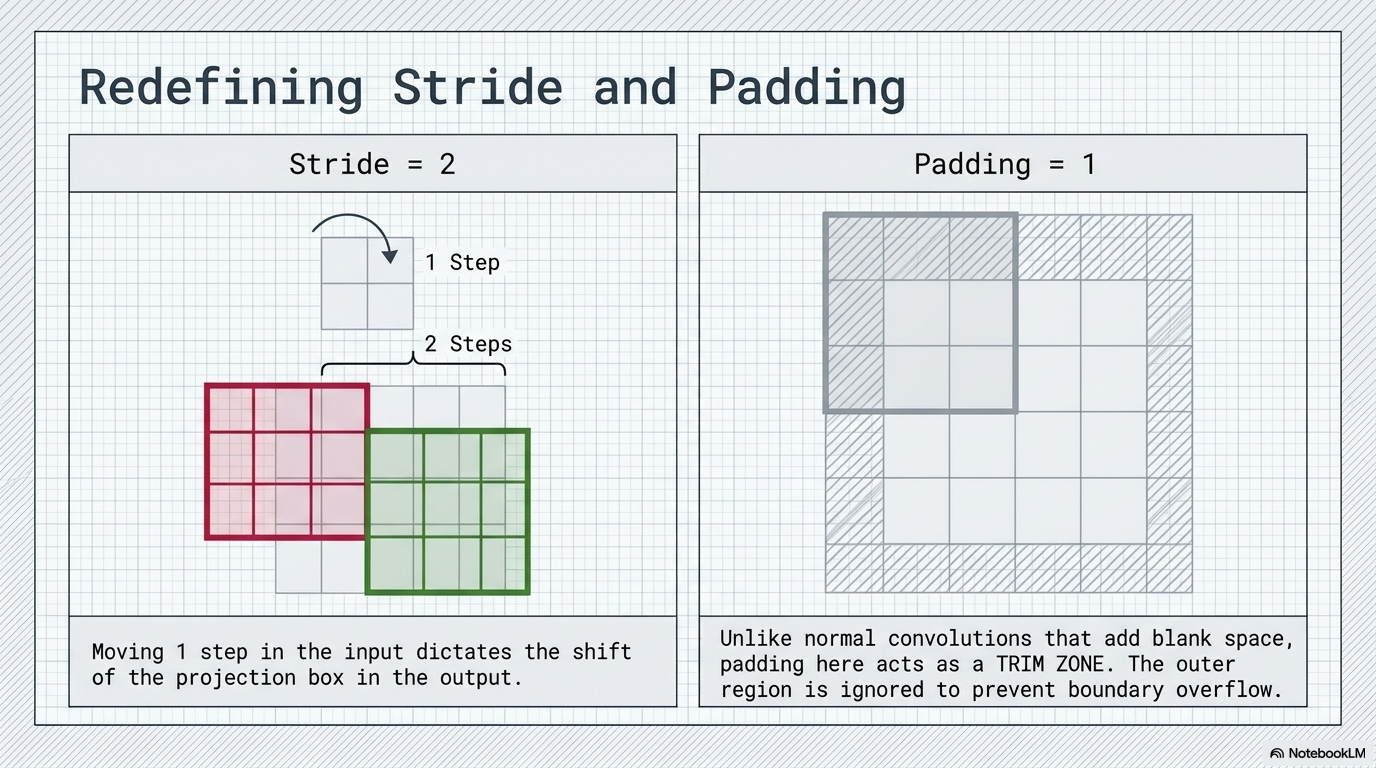 Redefining Stride and Padding
Stride = 2
1 Step
2 Steps
Moving 1 step in the input dictates the shift
of the projection box in the output.
Padding = 1
Unlike normal convolutions that add blank space,
padding here acts as a TRIM ZONE. The outer
region is ignored to prevent boundary overflow.
NotebookLM